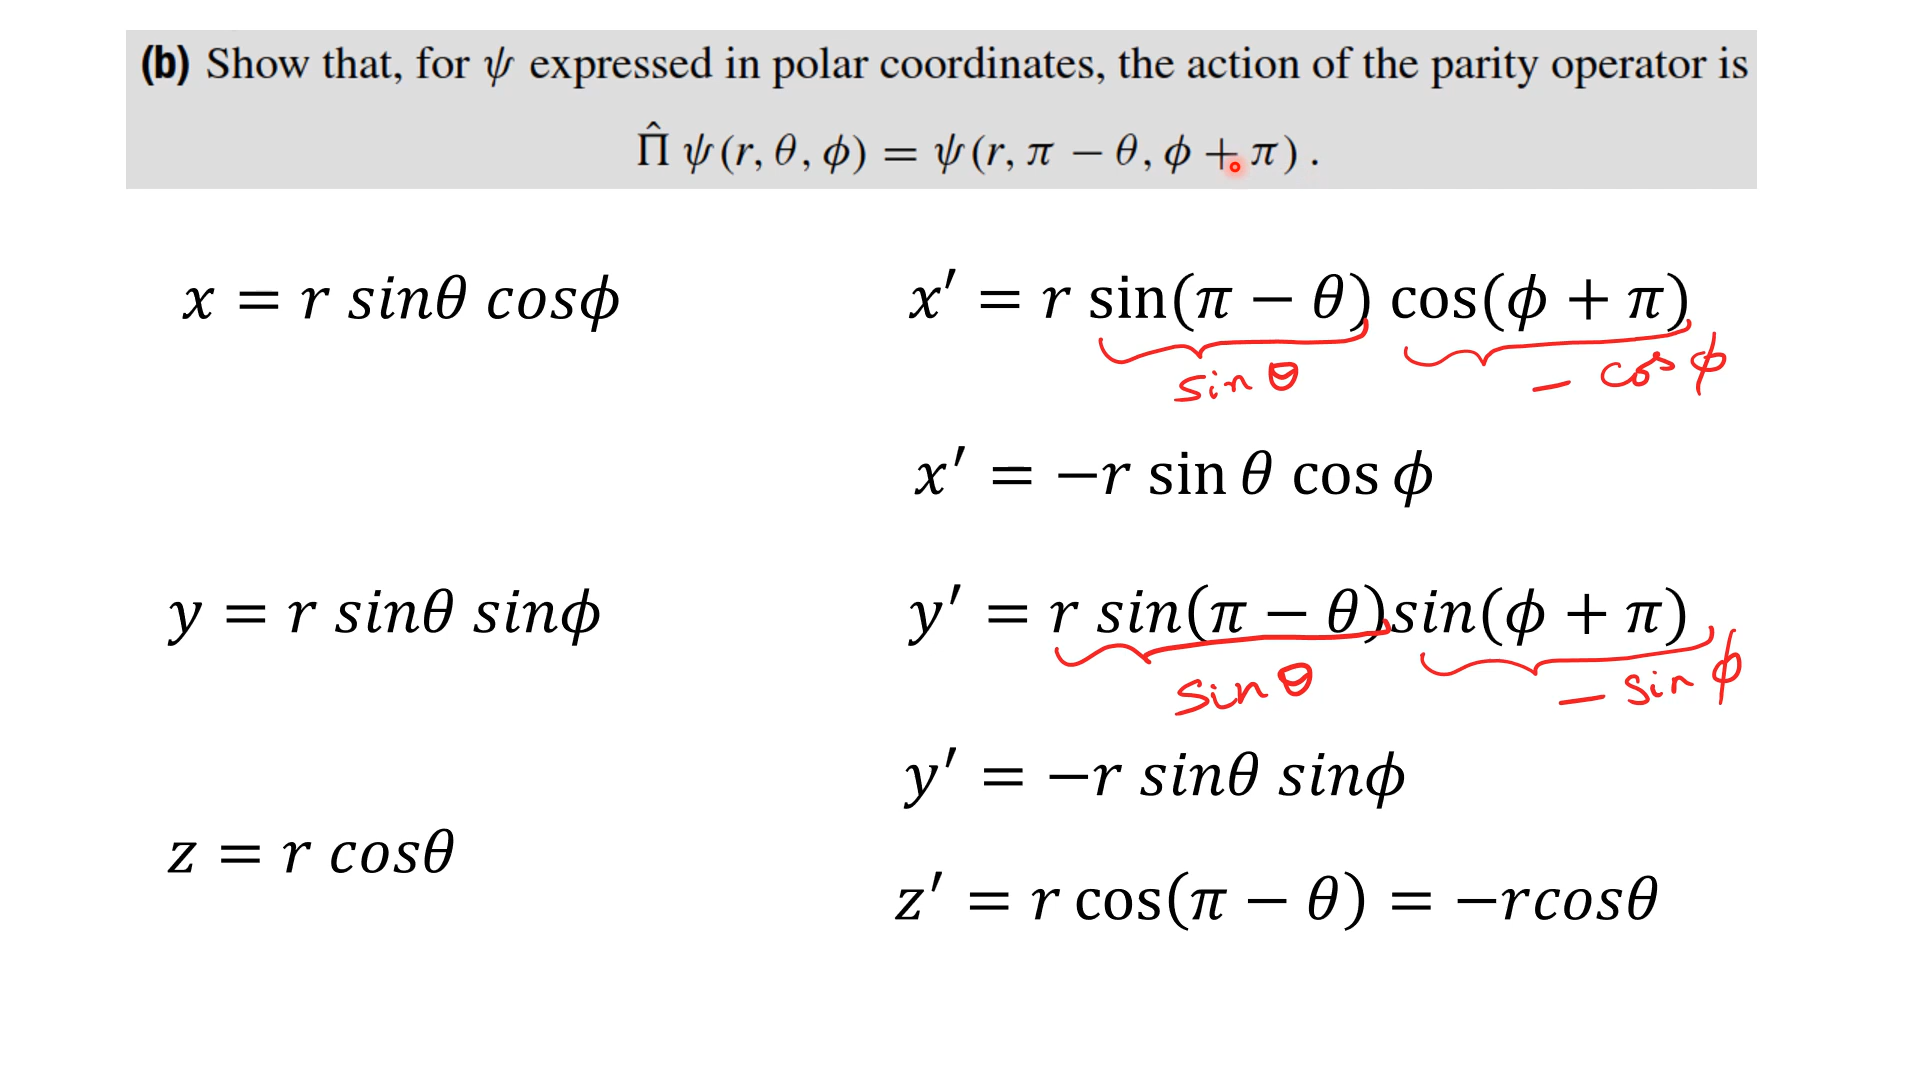 (b) Show that, for ψ expressed in polar coordinates, the action of the parity operator is
Π̂ ψ(r, θ, ϕ) = ψ(r, π − θ, ϕ + π) .
x = r sinθ cosϕ
x′ = r sin(π − θ) cos(ϕ + π)
sin θ − cos ϕ
x′ = −r sin θ cos ϕ
y = r sinθ sinϕ
y′ = r sin(π − θ)sin(ϕ + π)
sin θ − sin ϕ
y′ = −r sinθ sinϕ
z = r cosθ
z′ = r cos(π − θ) = −rcosθ